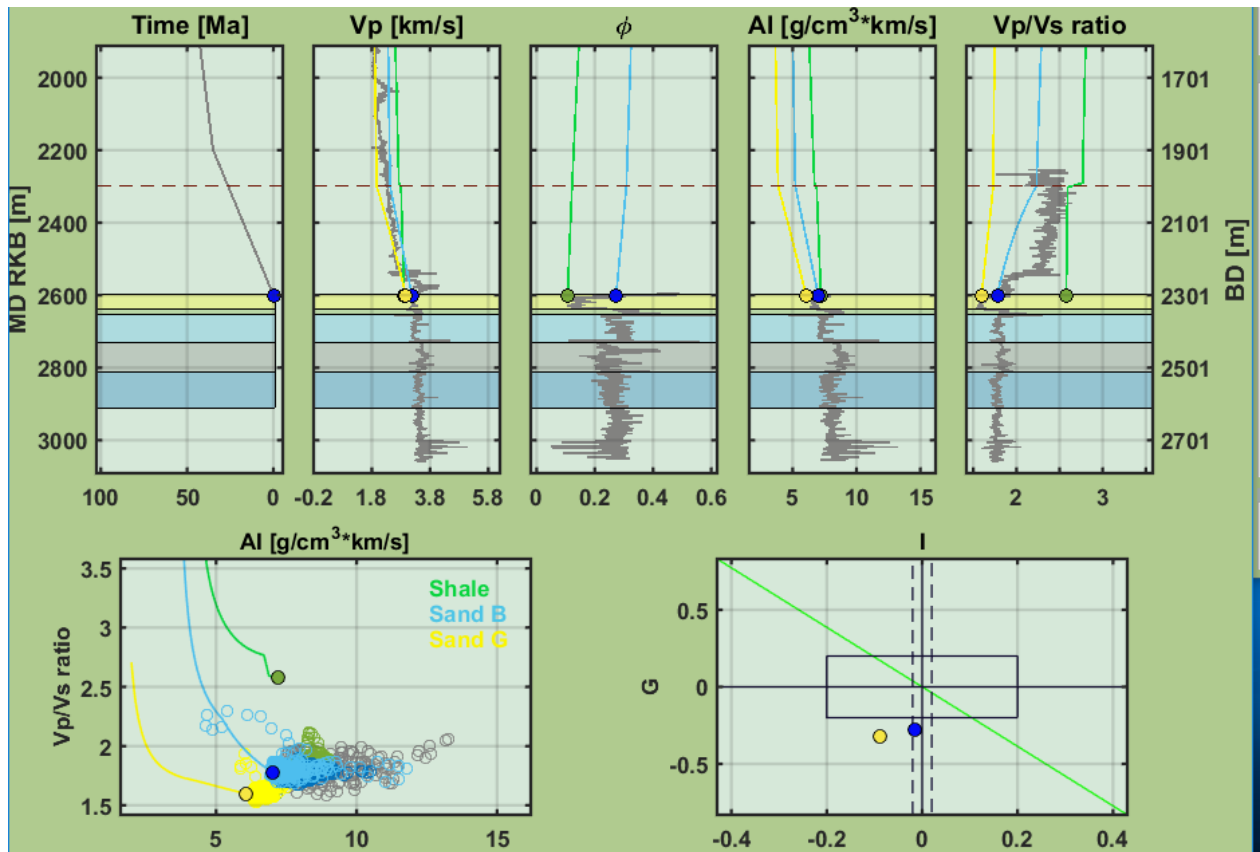 Time [Ma] Vp [km/s] ϕ AI [g/cm³*km/s] Vp/Vs ratio
MD RKB [m]
2000
2200
2400
2600
2800
3000
1701
1901
2101
2301
2501
2701
BD [m]
100 50 0 -0.2 1.8 3.8 5.8 0 0.2 0.4 0.6 5 10 15 2 3
AI [g/cm³*km/s]
Vp/Vs ratio
3.5
3
2.5
2
1.5
5 10 15
Shale
Sand B
Sand G
I
G
0.5
0
-0.5
-0.4 -0.2 0 0.2 0.4